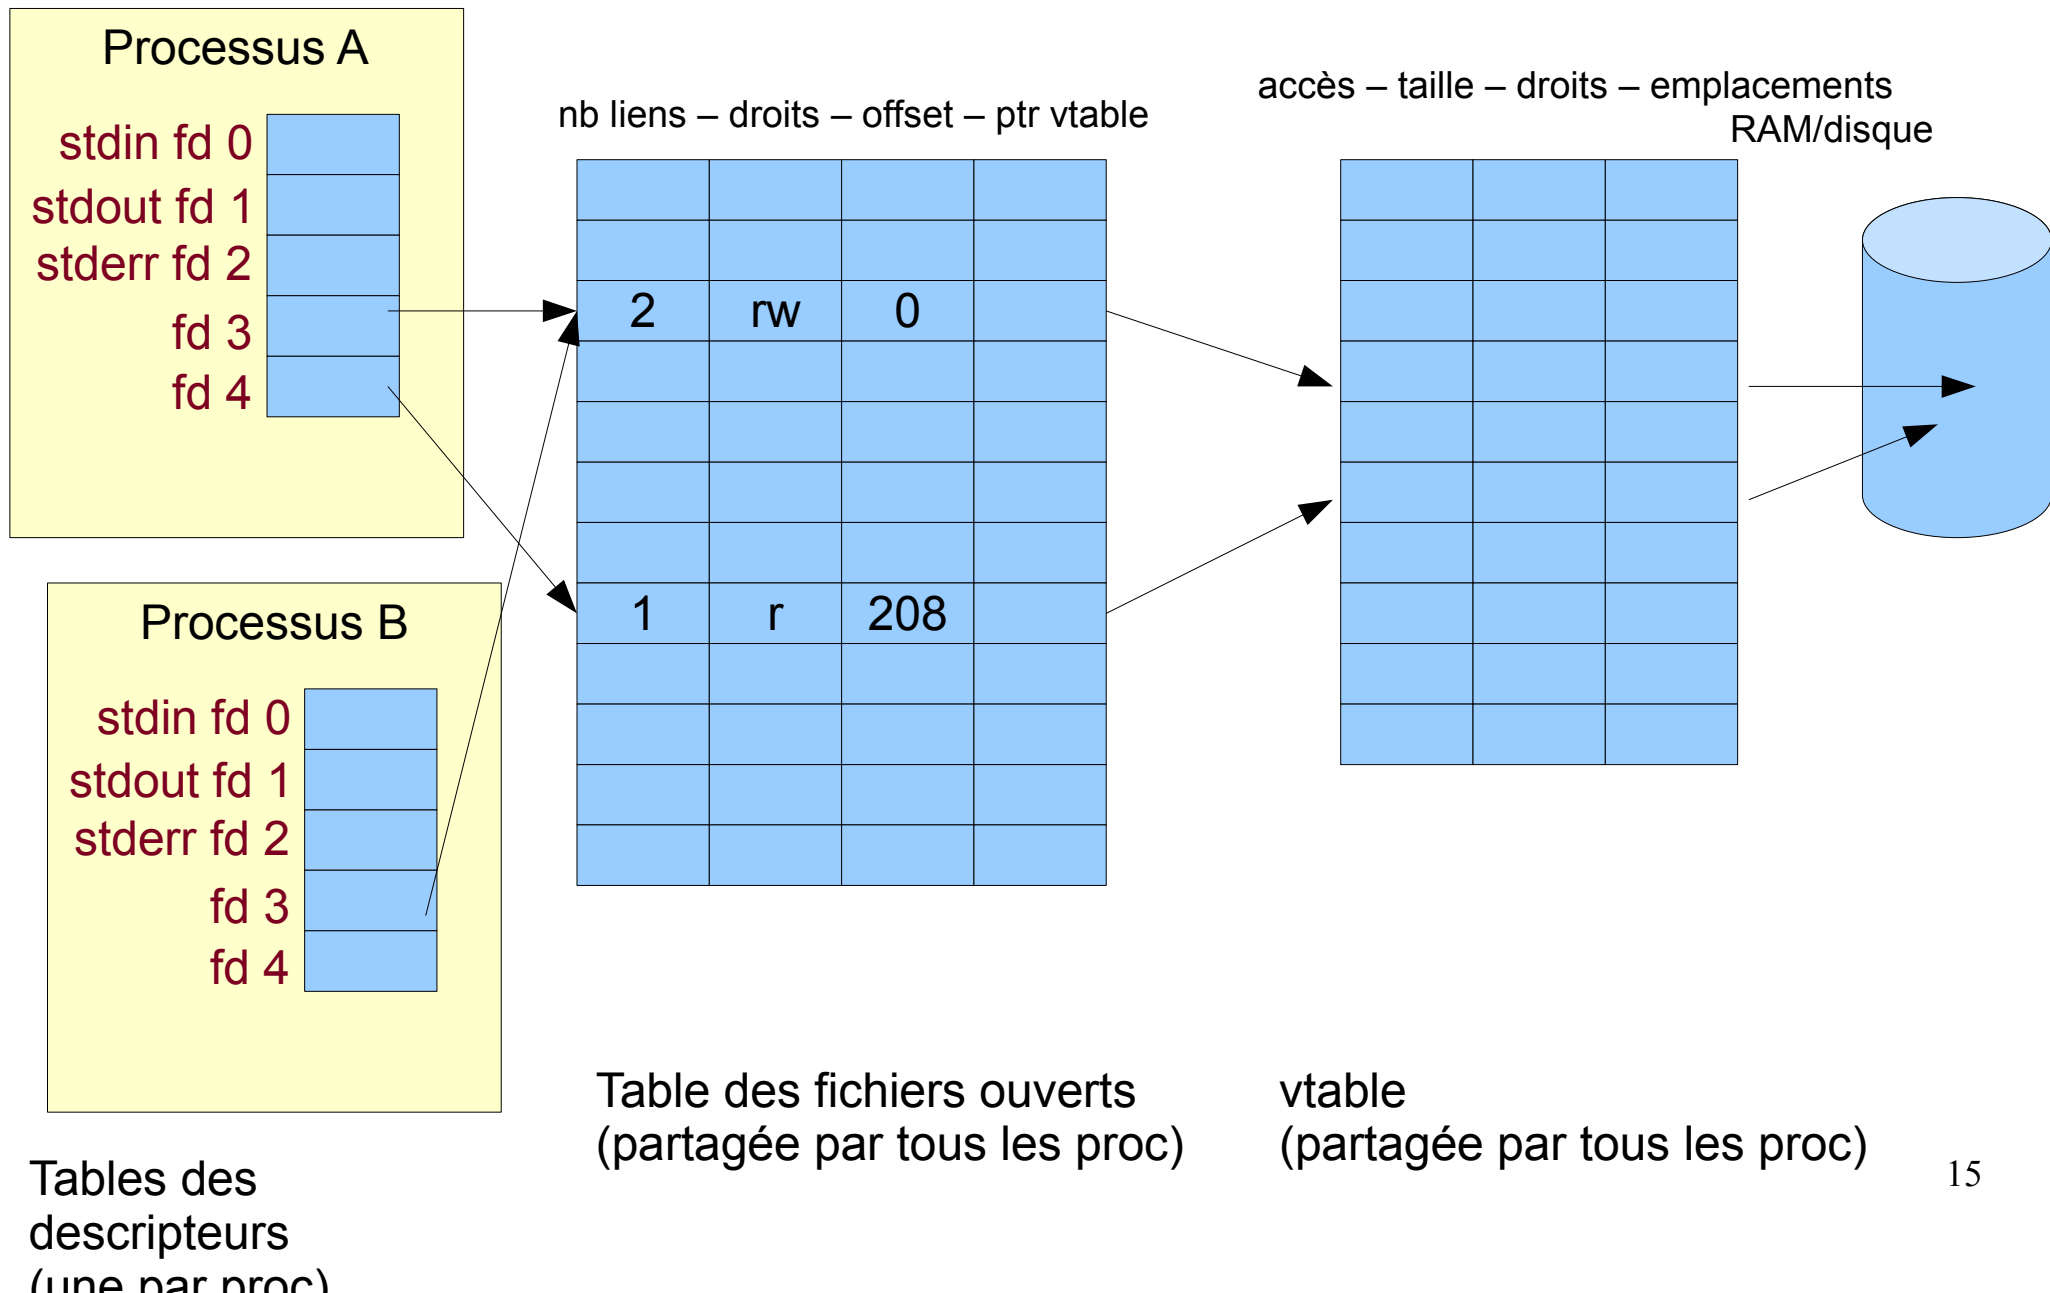 Processus A
stdin fd 0
stdout fd 1
stderr fd 2
fd 3
fd 4
nb liens – droits – offset – ptr vtable
2 rw 0
1 r 208
accès – taille – droits – emplacements
RAM/disque
Processus B
stdin fd 0
stdout fd 1
stderr fd 2
fd 3
fd 4
Tables des
descripteurs
(une par proc)
Table des fichiers ouverts
(partagée par tous les proc)
vtable
(partagée par tous les proc)
15